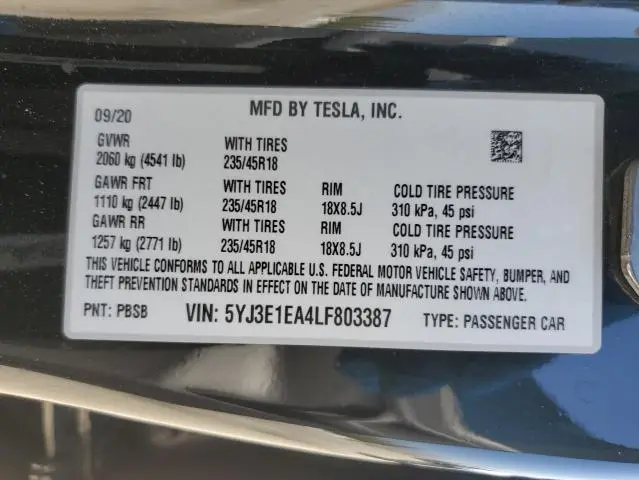 09/20 MFD BY TESLA, INC.
GVWR WITH TIRES
2060 kg (4541 lb) 235/45R18
GAWR FRT WITH TIRES RIM COLD TIRE PRESSURE
1110 kg (2447 lb) 235/45R18 18X8.5J 310 kPa, 45 psi
GAWR RR WITH TIRES RIM COLD TIRE PRESSURE
1257 kg (2771 lb) 235/45R18 18X8.5J 310 kPa, 45 psi
THIS VEHICLE CONFORMS TO ALL APPLICABLE U.S. FEDERAL MOTOR VEHICLE SAFETY, BUMPER, AND
THEFT PREVENTION STANDARDS IN EFFECT ON THE DATE OF MANUFACTURE SHOWN ABOVE.
PNT: PBSB VIN: 5YJ3E1EA4LF803387 TYPE: PASSENGER CAR